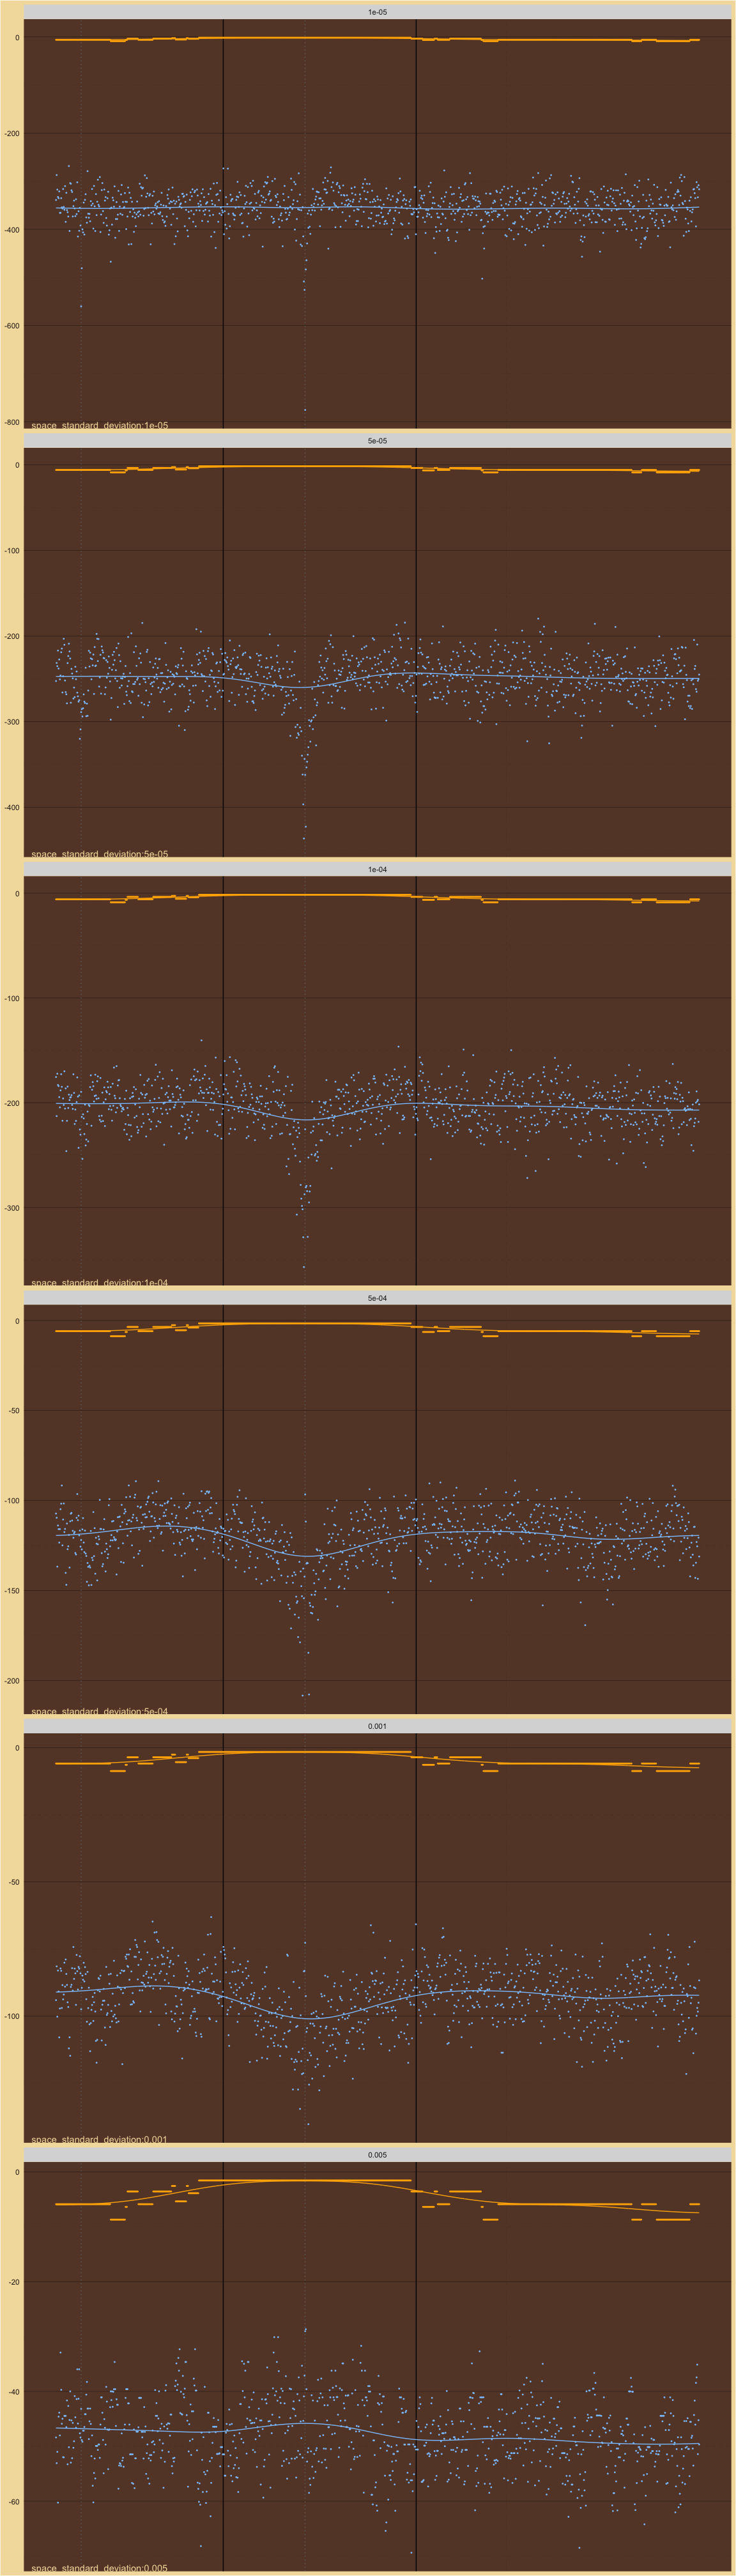 1e-05
0
-200
-400
-600
-800
space_standard_deviation:1e-05
5e-05
0
-100
-200
-300
-400
space_standard_deviation:5e-05
1e-04
0
-100
-200
-300
space_standard_deviation:1e-04
5e-04
0
-50
-100
-150
-200
space_standard_deviation:5e-04
0.001
0
-50
-100
space_standard_deviation:0.001
0.005
0
-20
-40
-60
space_standard_deviation:0.005